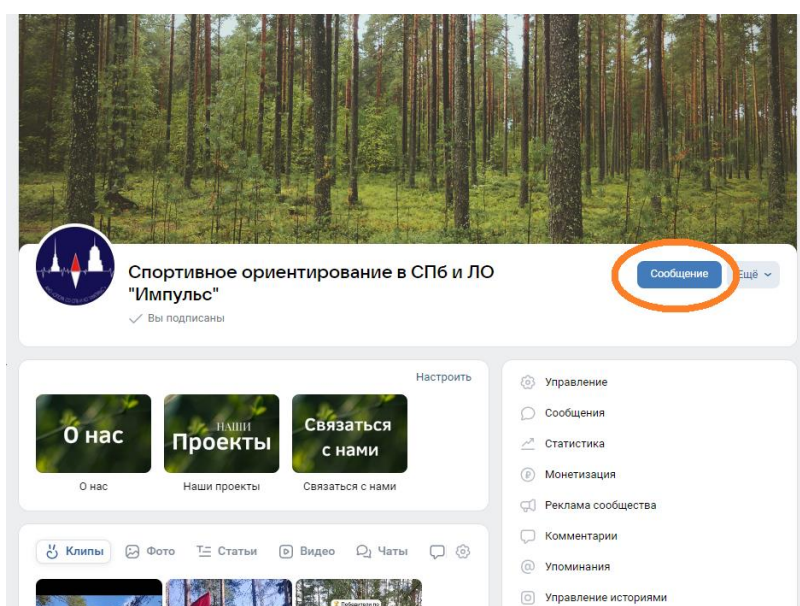 Спортивное ориентирование в СПб и ЛО
"Импульс"
Сообщение
Ещё
Вы подписаны
Настроить
О нас
НАШИ
Проекты
Связаться
с нами
О нас
Наши проекты
Связаться с нами
Клипы
Фото
Статьи
Видео
Чаты
Управление
Сообщения
Статистика
Монетизация
Реклама сообщества
Комментарии
Упоминания
Управление историями